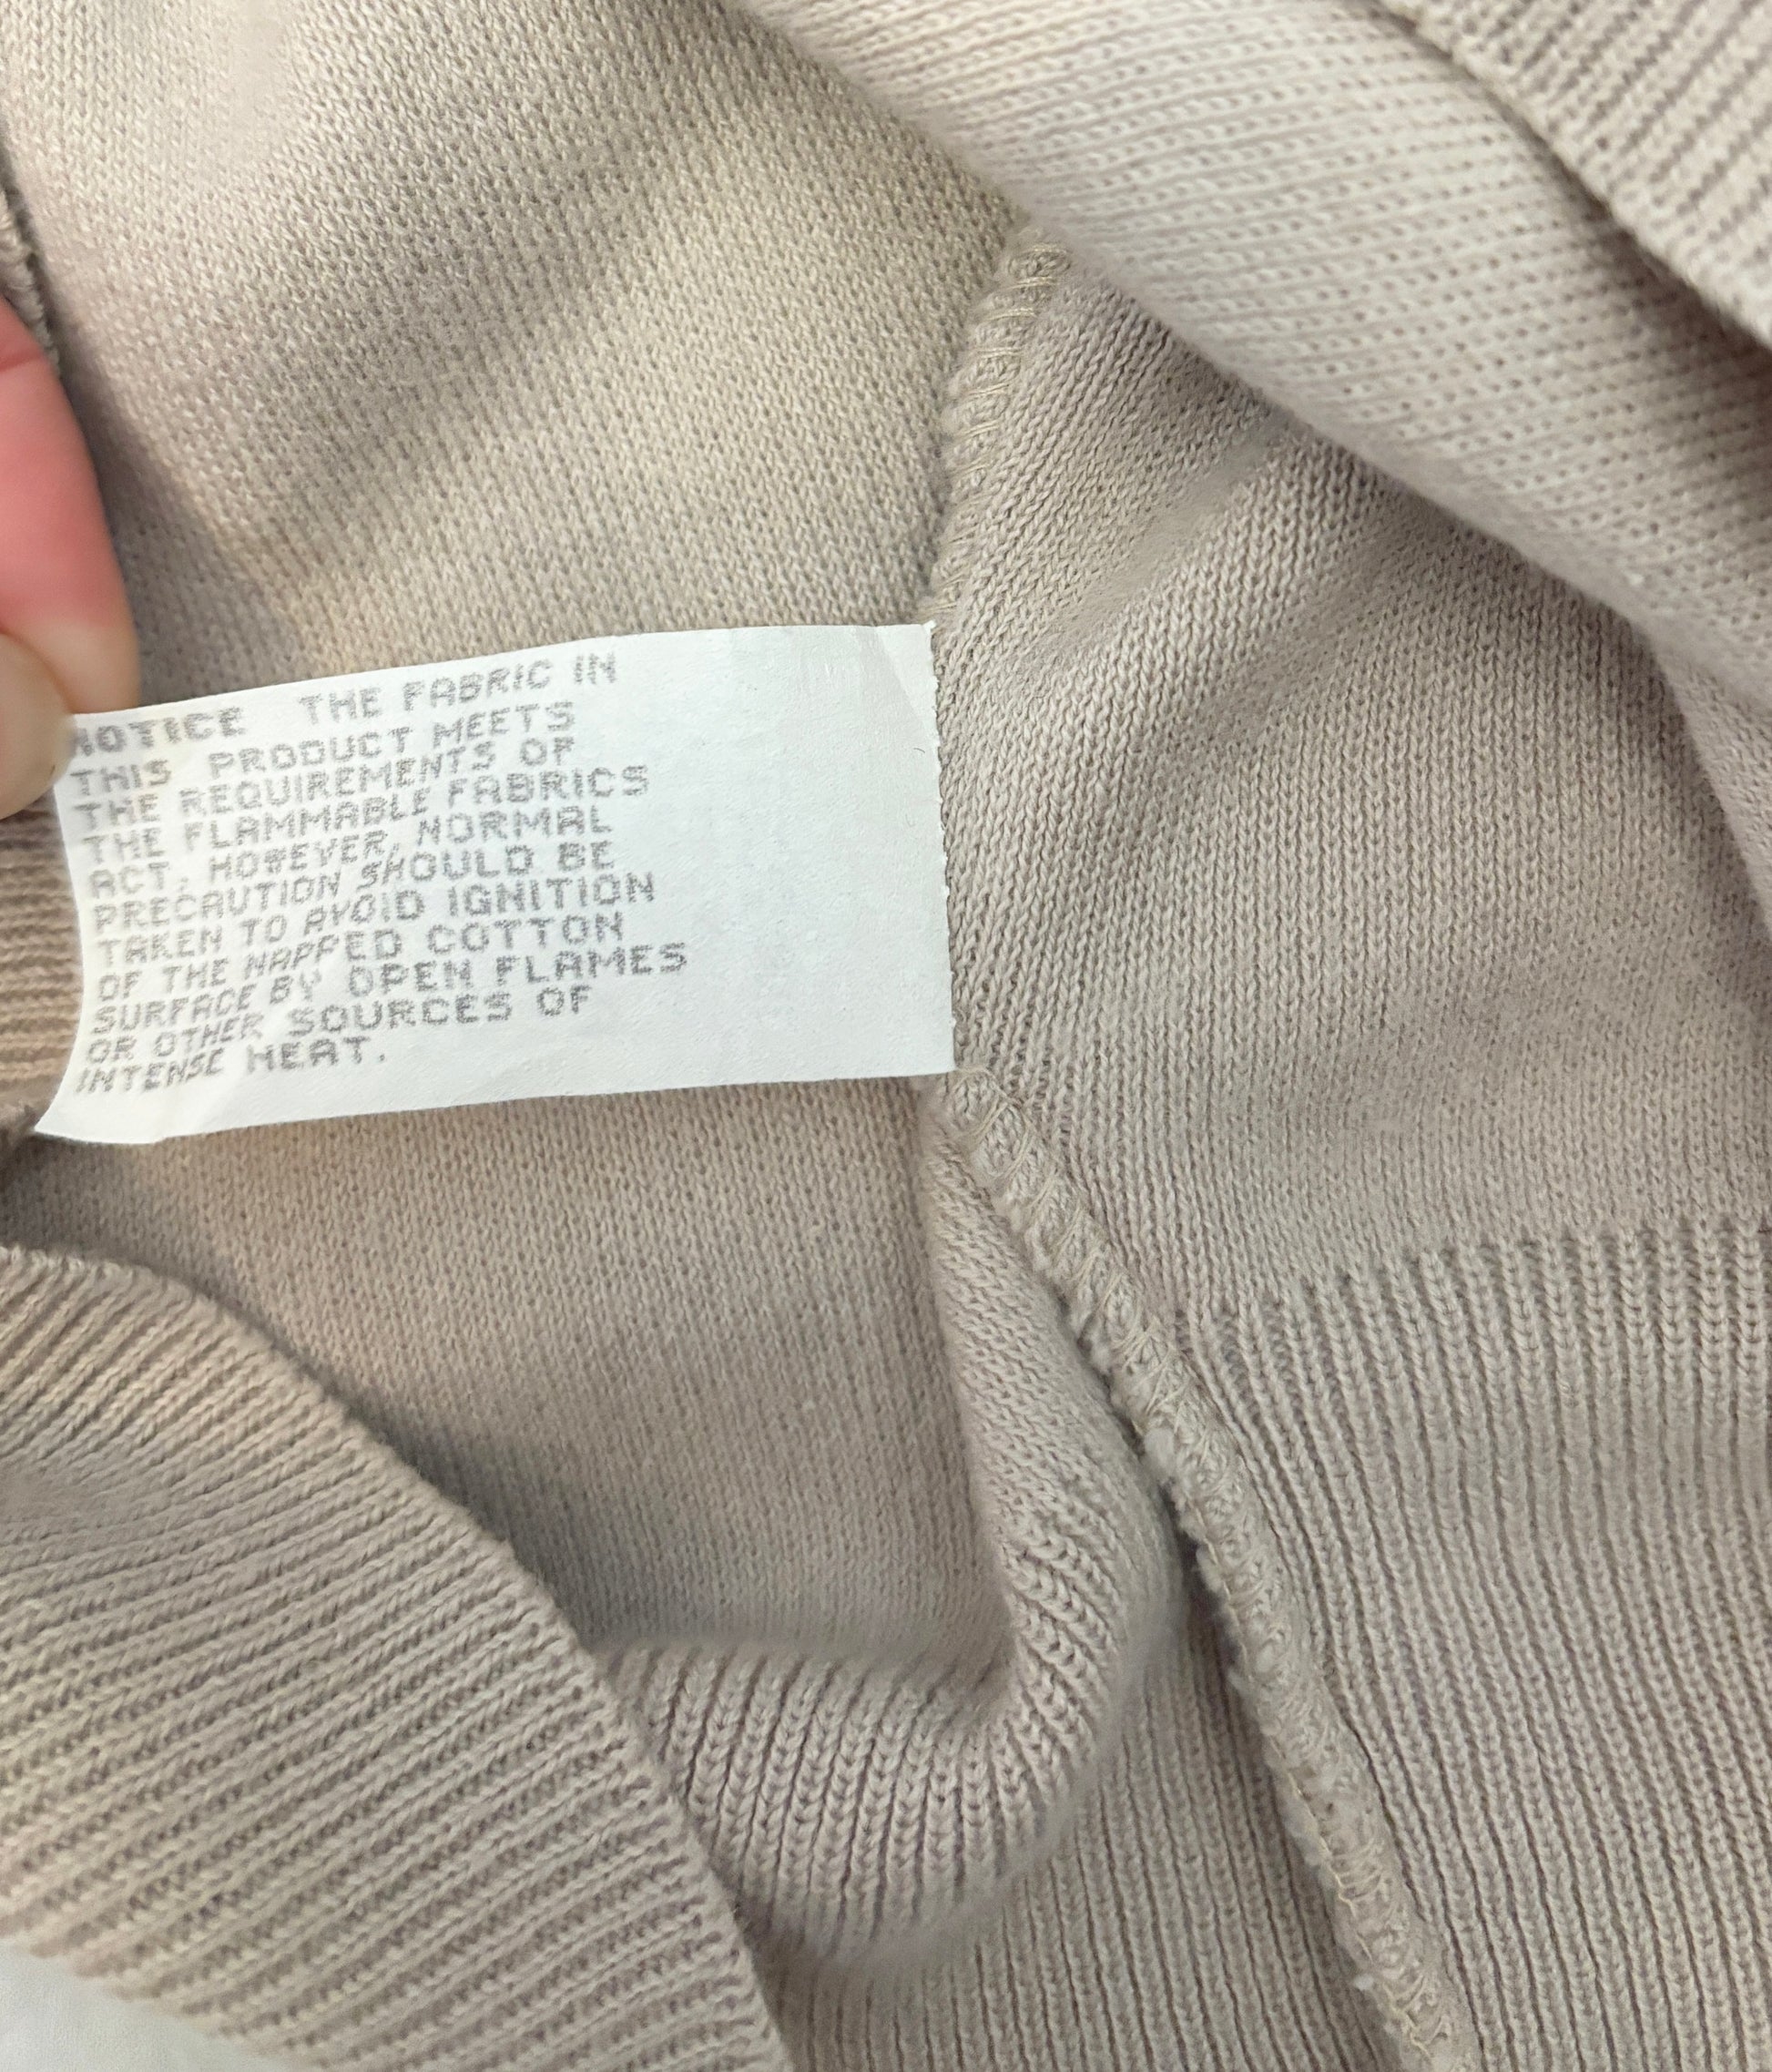 NOTICE THE FABRIC IN
THIS PRODUCT MEETS
THE REQUIREMENTS OF
THE FLAMMABLE FABRICS
ACT. HOWEVER, NORMAL
PRECAUTION SHOULD BE
TAKEN TO AVOID IGNITION
OF THE NAPPED COTTON
SURFACE BY OPEN FLAMES
OR OTHER SOURCES OF
INTENSE HEAT.